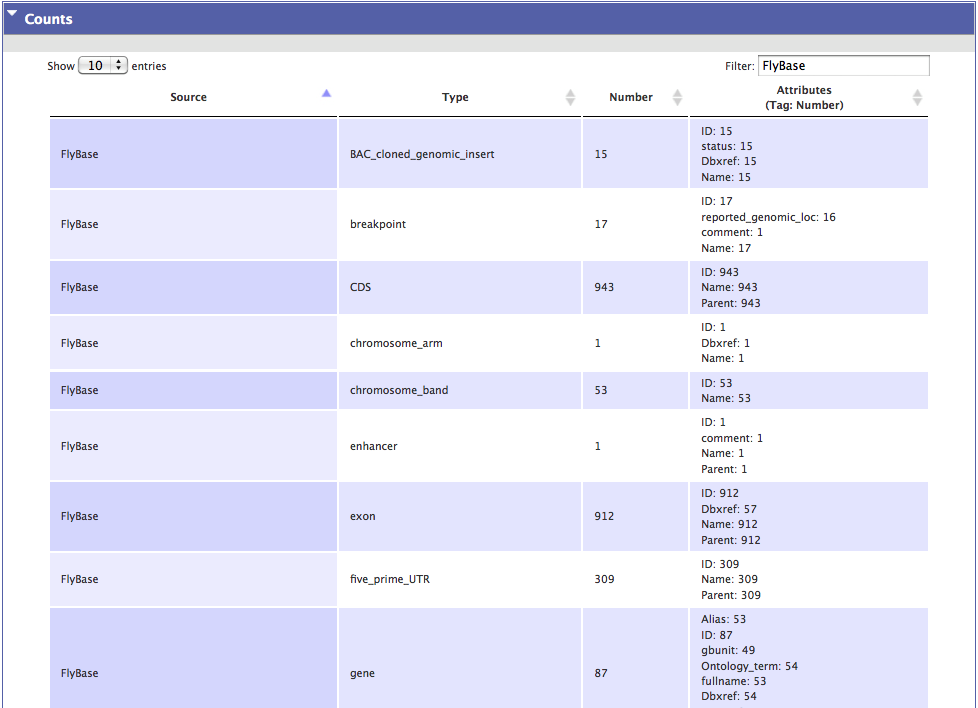 Counts
Show 10 entries
Filter: FlyBase
Source Type Number Attributes
(Tag: Number)
FlyBase BAC_cloned_genomic_insert 15 ID: 15
status: 15
Dbxref: 15
Name: 15
FlyBase breakpoint 17 ID: 17
reported_genomic_loc: 16
comment: 1
Name: 17
FlyBase CDS 943 ID: 943
Name: 943
Parent: 943
FlyBase chromosome_arm 1 ID: 1
Dbxref: 1
Name: 1
FlyBase chromosome_band 53 ID: 53
Name: 53
FlyBase enhancer 1 ID: 1
comment: 1
Name: 1
Parent: 1
FlyBase exon 912 ID: 912
Dbxref: 57
Name: 912
Parent: 912
FlyBase five_prime_UTR 309 ID: 309
Name: 309
Parent: 309
FlyBase gene 87 Alias: 53
ID: 87
gbunit: 49
Ontology_term: 54
fullname: 53
Dbxref: 54